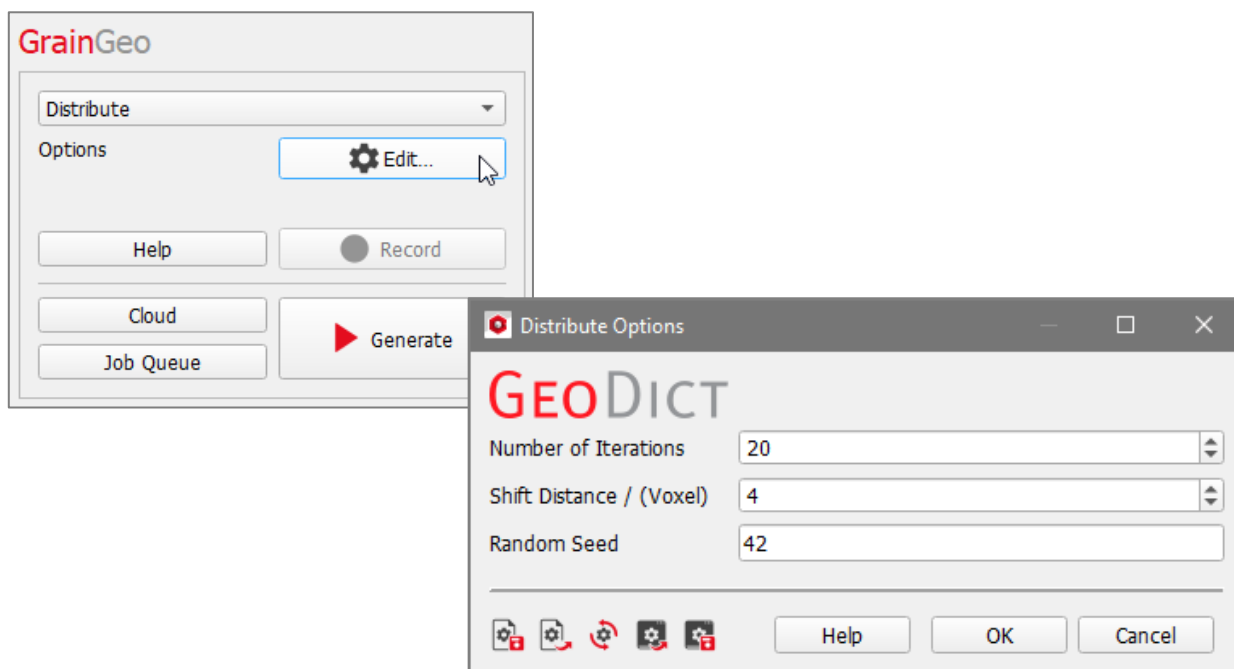 GrainGeo
Distribute
Options
Edit...
Help
Record
Cloud
Generate
Job Queue
Distribute Options
GEODICT
Number of Iterations
20
Shift Distance / (Voxel)
4
Random Seed
42
Help
OK
Cancel